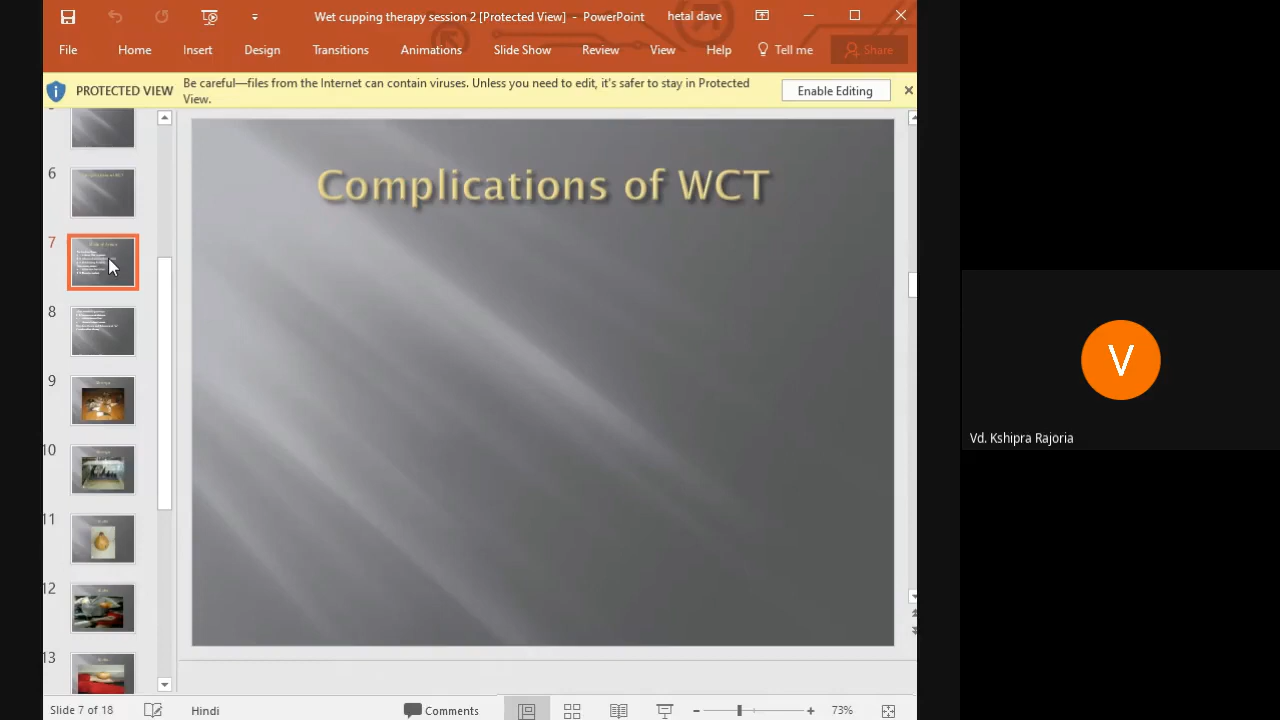 Wet cupping therapy session 2 [Protected View] - PowerPoint
hetal dave
File Home Insert Design Transitions Animations Slide Show Review View Help Tell me Share
PROTECTED VIEW
Be careful—files from the Internet can contain viruses. Unless you need to edit, it's safer to stay in Protected
View.
Enable Editing
6
7
8
9
10
11
12
13
Complications of WCT
V
Vd. Kshipra Rajoria
Slide 7 of 18
Hindi
Comments
73%